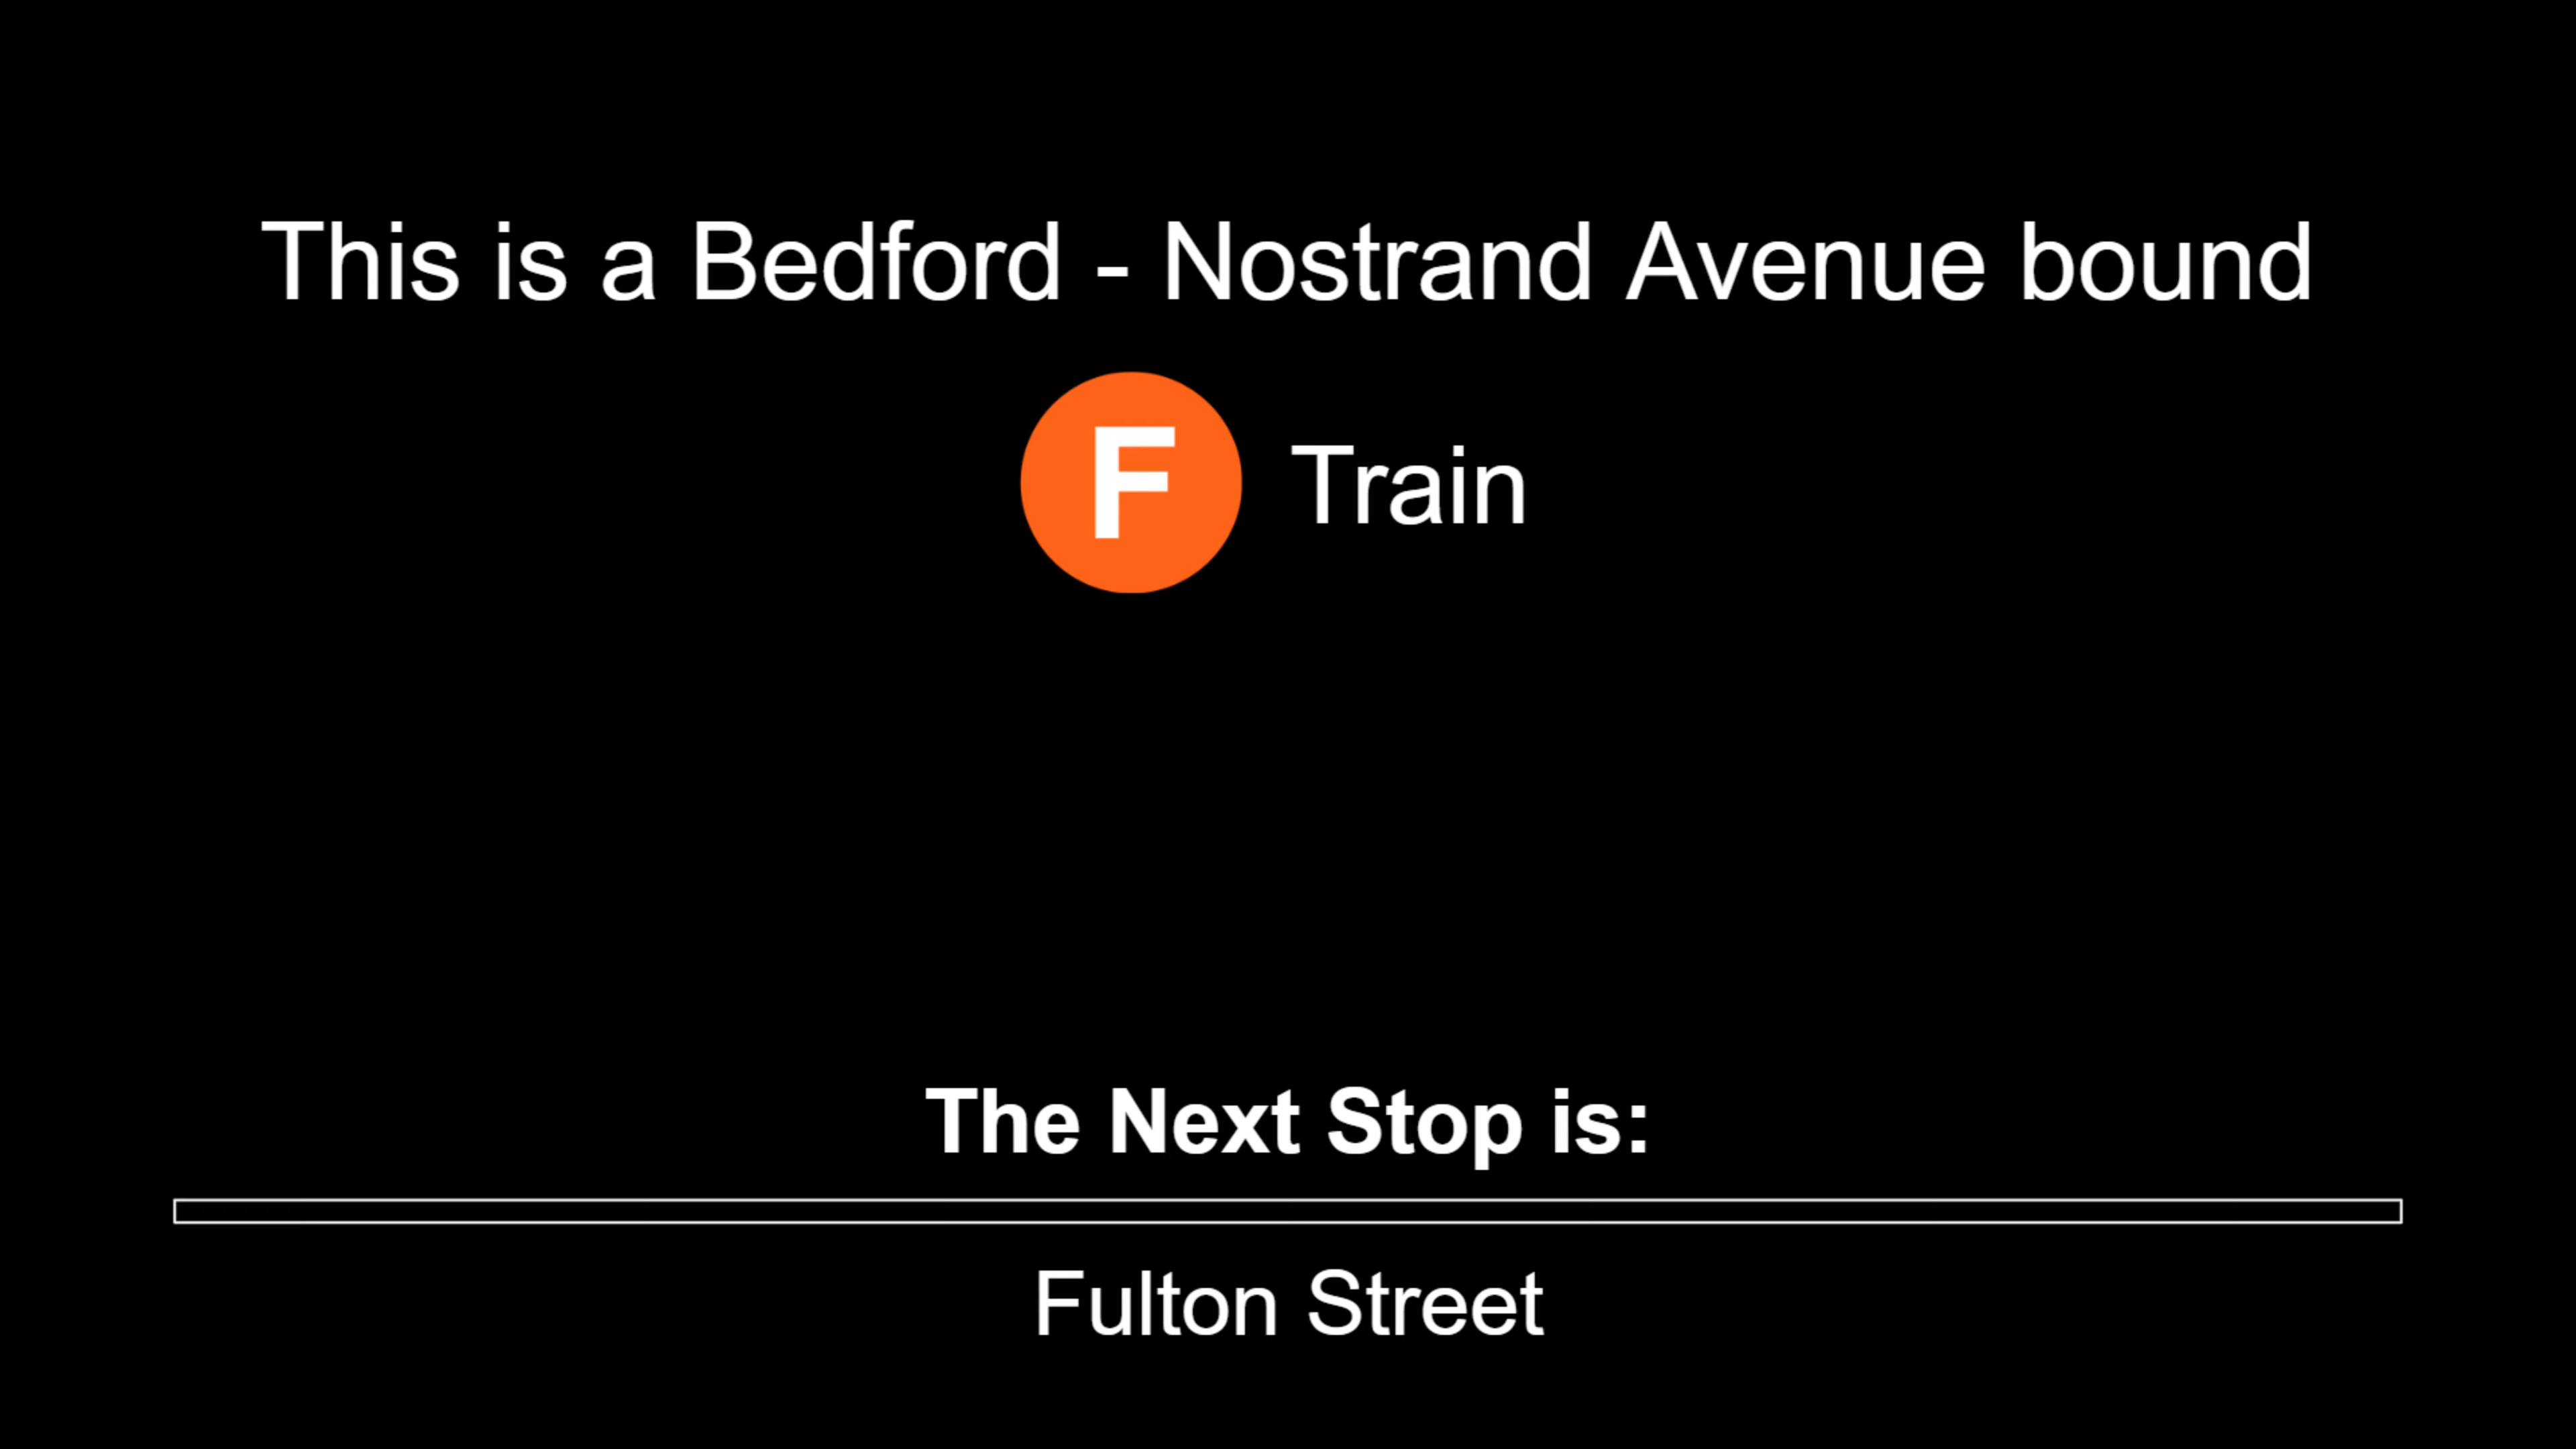 This is a Bedford - Nostrand Avenue bound
F Train
The Next Stop is:
Fulton Street